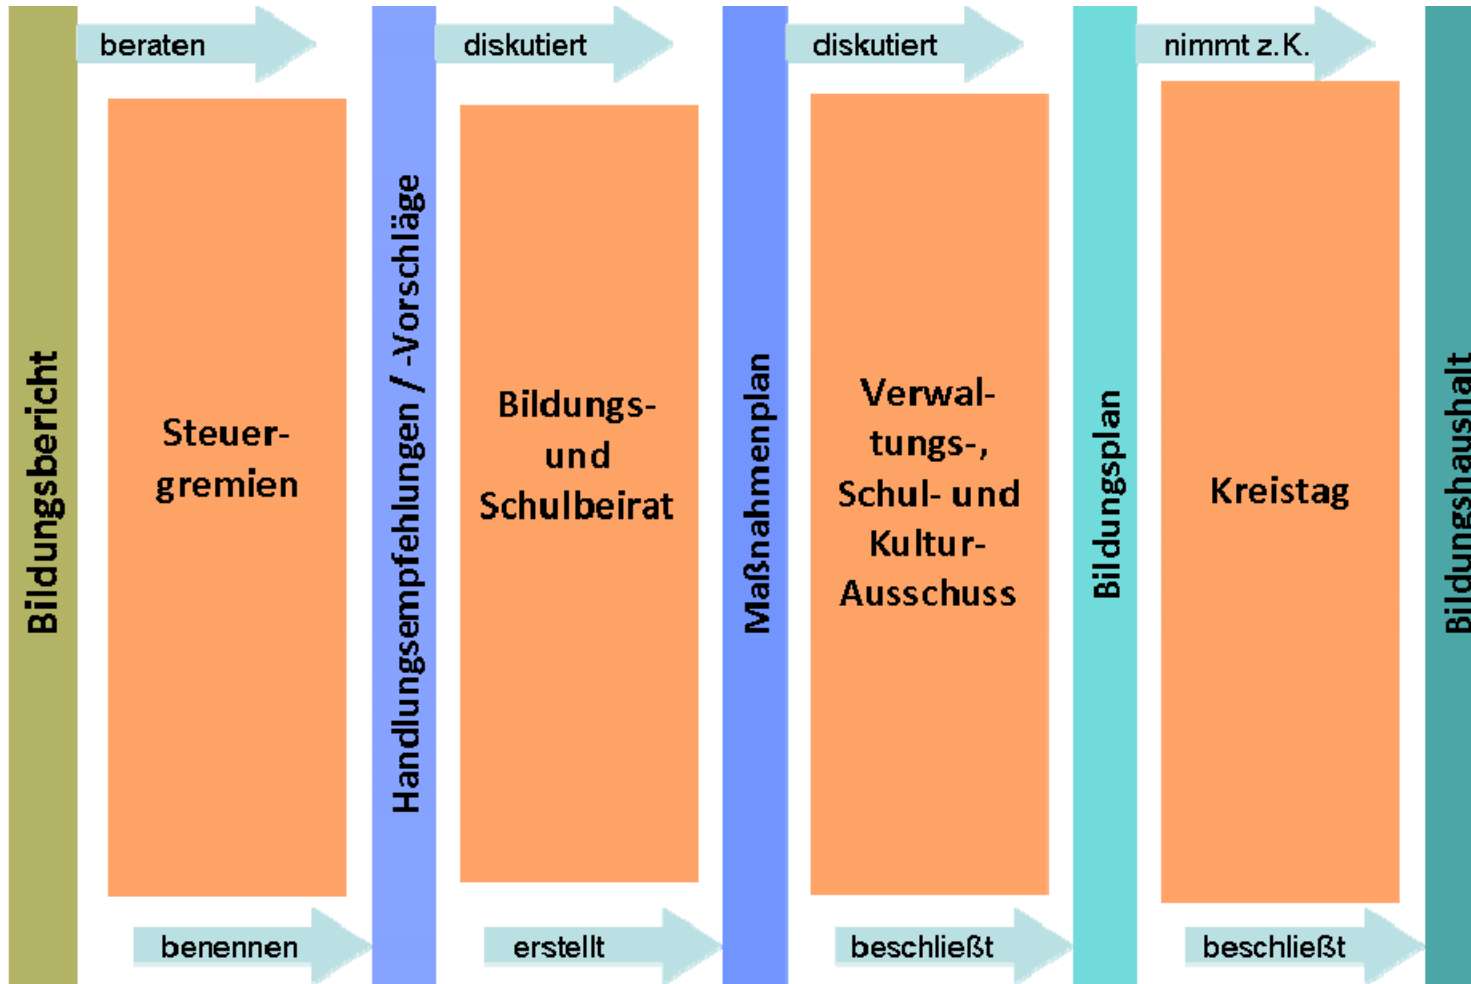 beraten
diskutiert
diskutiert
nimmt z.K.
Bildungsbericht
Steuer-
gremien
Handlungsempfehlungen / -Vorschläge
Bildungs-
und
Schulbeirat
Maßnahmenplan
Verwal-
tungs-,
Schul- und
Kultur-
Ausschuss
Bildungsplan
Kreistag
Bildungshaushalt
benennen
erstellt
beschließt
beschließt